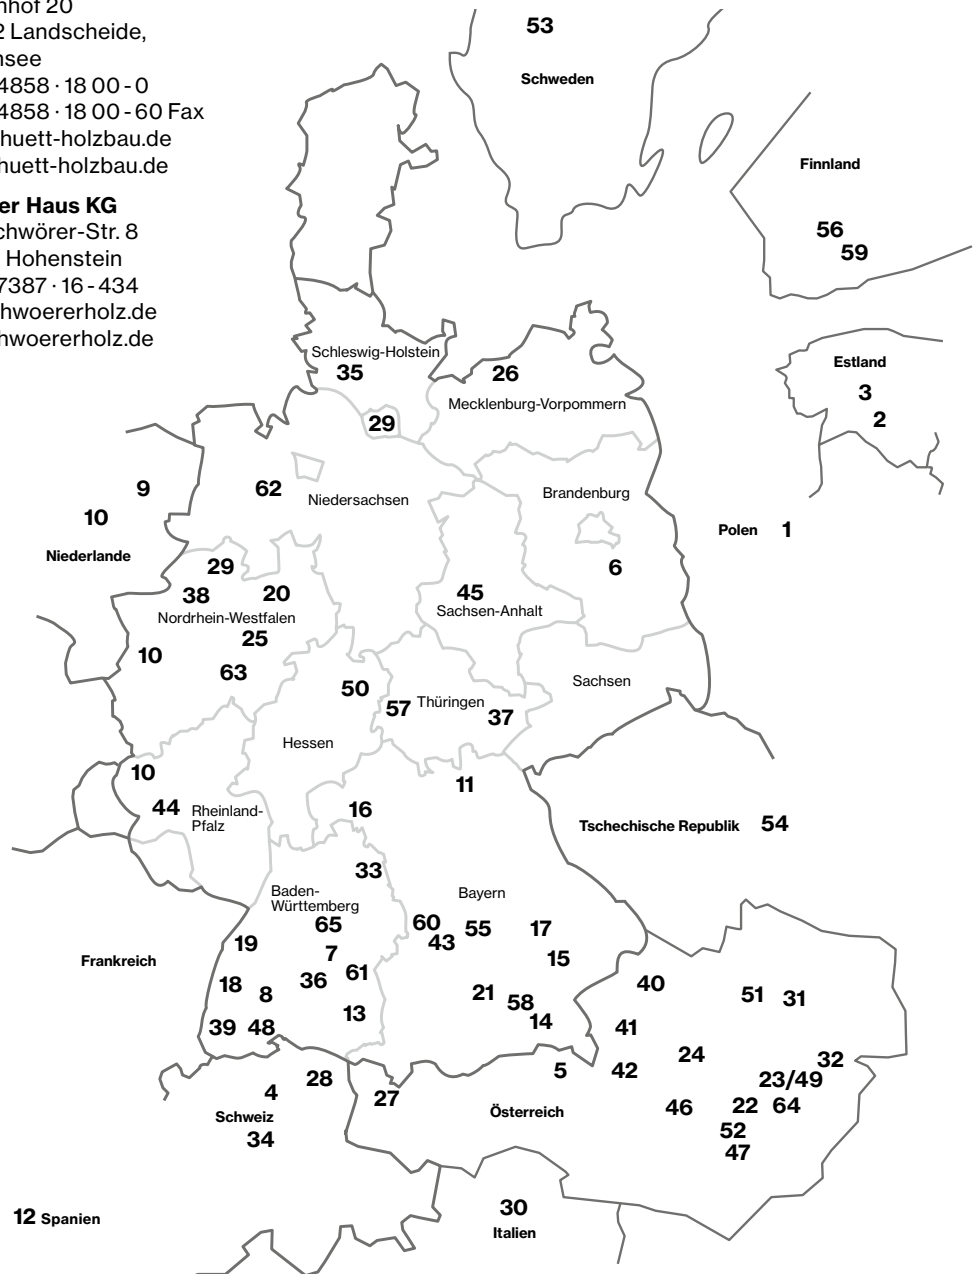 nhof 20
2 Landscheide,
nsee
4858 · 18 00 - 0
4858 · 18 00 - 60 Fax
huett-holzbau.de
huett-holzbau.de
er Haus KG
chwörer-Str. 8
Hohenstein
7387 · 16 - 434
hwoererholz.de
hwoererholz.de
53
Schweden
Finnland
56
59
Schleswig-Holstein
35
26
Mecklenburg-Vorpommern
29
Estland
3
2
9
10
Niederlande
62
Niedersachsen
Brandenburg
6
Polen 1
29
38
20
Nordrhein-Westfalen
25
10
63
45
Sachsen-Anhalt
50
57
Thüringen
37
Sachsen
Hessen
10
44
Rheinland-
Pfalz
16
11
Tschechische Republik 54
33
Baden-
Württemberg
65
Bayern
60
43
55
17
15
19
7
Frankreich
18
8
36
61
13
39
48
21
58
14
40
51
31
41
24
32
42
23/49
46
22
64
52
47
5
28
4
27
Schweiz
34
Österreich
12 Spanien
30
Italien